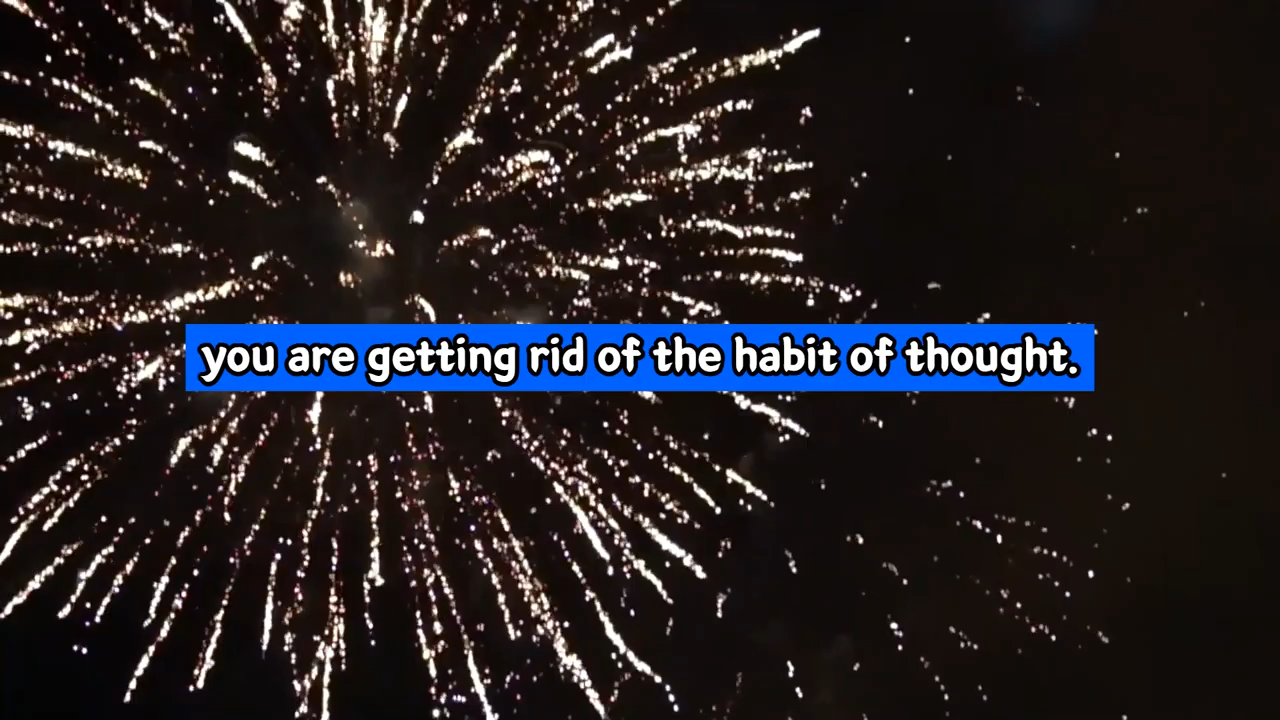 you are getting rid of the habit of thought.